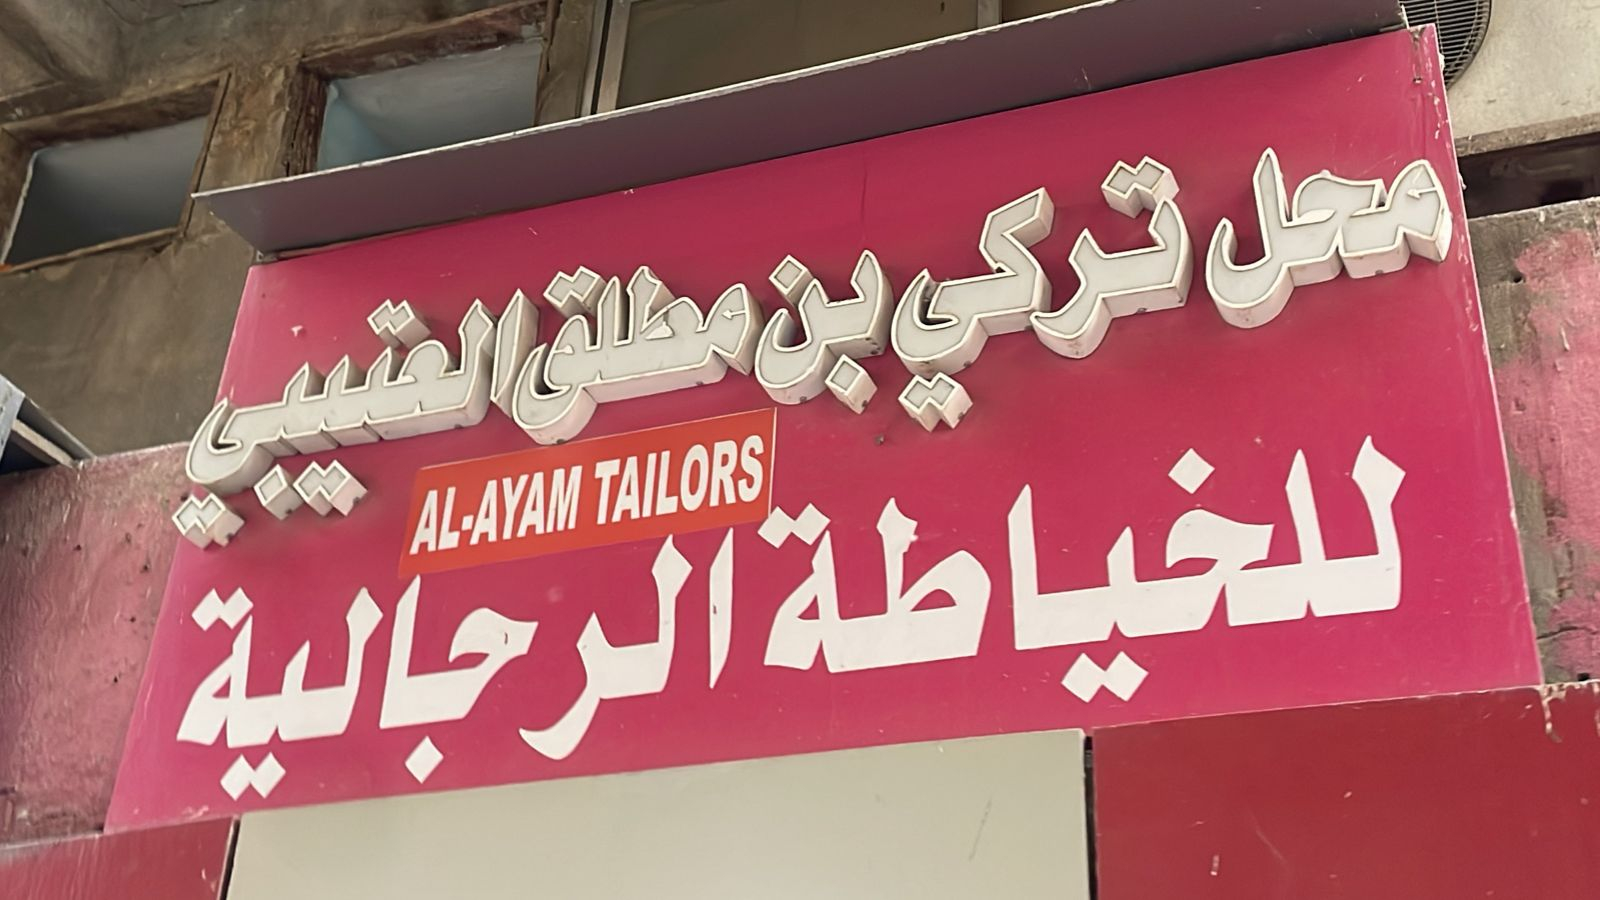 محل تركي بن مطلق العتيبي
AL-AYAM TAILORS
للخياطة الرجالية